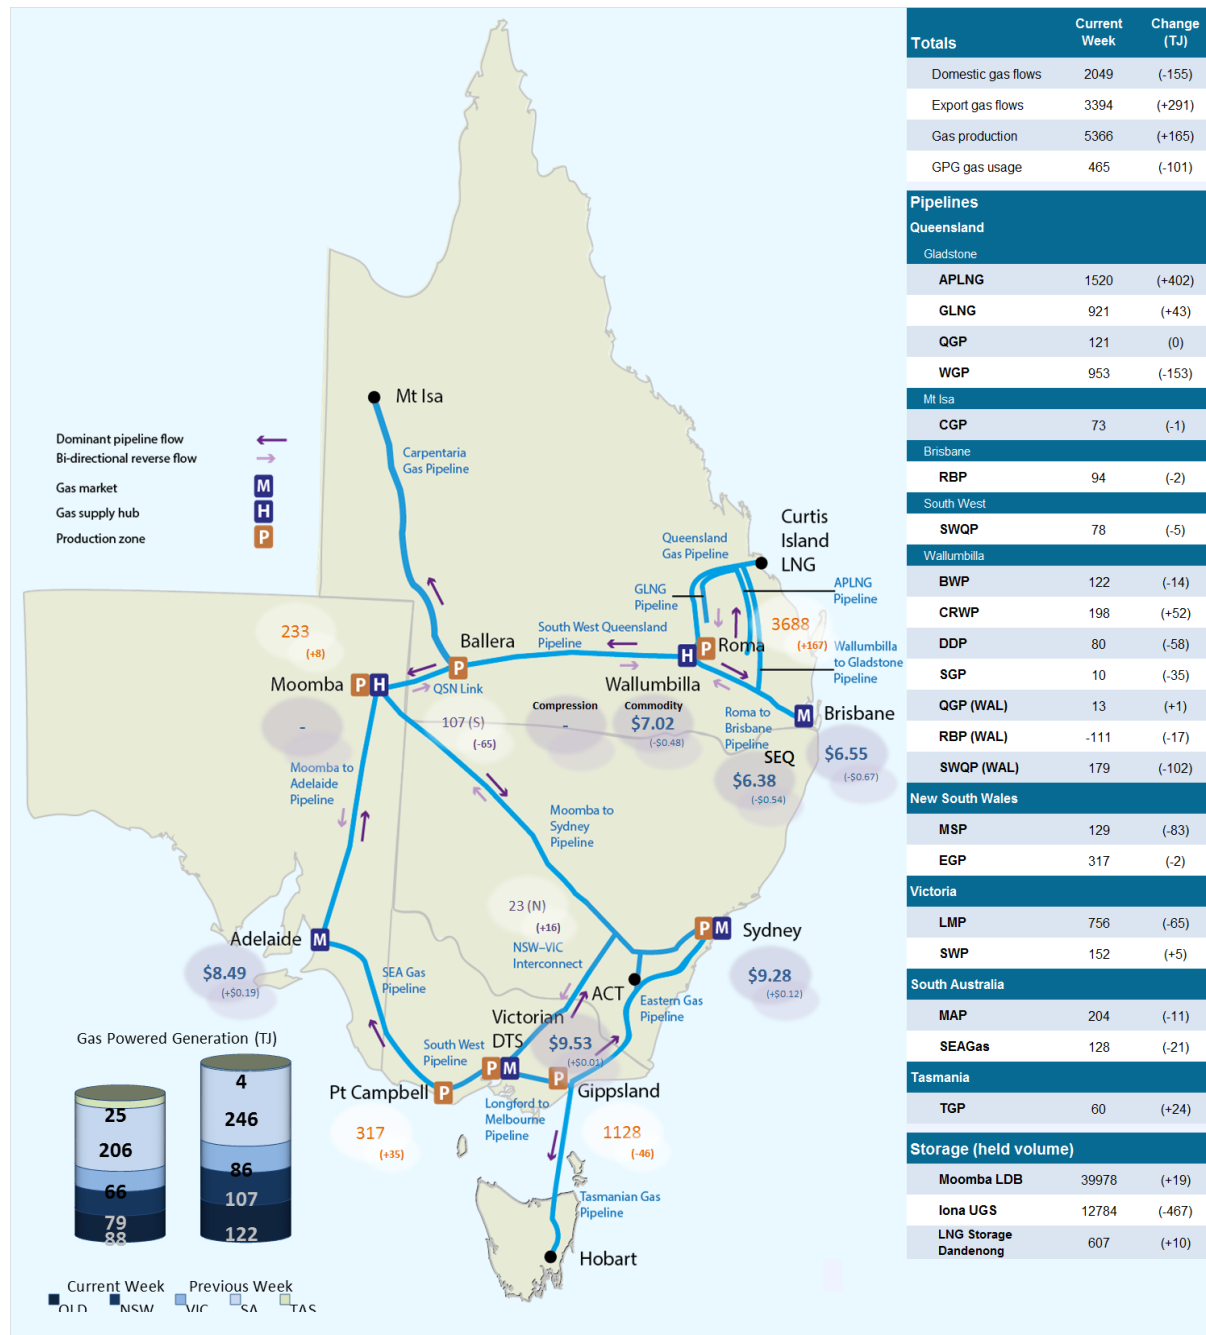 Totals Current Week Change (TJ)
Domestic gas flows 2049 (-155)
Export gas flows 3394 (+291)
Gas production 5366 (+165)
GPG gas usage 465 (-101)
Pipelines
Queensland
Gladstone
APLNG 1520 (+402)
GLNG 921 (+43)
QGP 121 (0)
WGP 953 (-153)
Mt Isa
CGP 73 (-1)
Brisbane
RBP 94 (-2)
South West
SWQP 78 (-5)
Wallumbilla
BWP 122 (-14)
CRWP 198 (+52)
DDP 80 (-58)
SGP 10 (-35)
QGP (WAL) 13 (+1)
RBP (WAL) -111 (-17)
SWQP (WAL) 179 (-102)
New South Wales
MSP 129 (-83)
EGP 317 (-2)
Victoria
LMP 756 (-65)
SWP 152 (+5)
South Australia
MAP 204 (-11)
SEAGas 128 (-21)
Tasmania
TGP 60 (+24)
Storage (held volume)
Moomba LDB 39978 (+19)
Iona UGS 12784 (-467)
LNG Storage
Dandenong 607 (+10)
Mt Isa
Carpentaria
Gas Pipeline
Dominant pipeline flow
Bi-directional reverse flow
Gas market M
Gas supply hub H
Production zone P
Curtis
Island
LNG
Queensland
Gas Pipeline
GLNG
Pipeline
APLNG
Pipeline
3688
(+167)
Wallumbilla
to Gladstone
Pipeline
South West Queensland
Pipeline
H P Roma
Wallumbilla
233
(+8)
Ballera
P
QSN Link
Moomba P H
-
107 (S)
(-65)
Compression
-
Commodity
$7.02
(-$0.48)
Roma to
Brisbane
Pipeline
M Brisbane
$6.55
(-$0.67)
SEQ
$6.38
(-$0.54)
Moomba to
Adelaide
Pipeline
Moomba to
Sydney
Pipeline
23 (N)
(+16)
NSW-VIC
Interconnect
P M Sydney
$9.28
(+$0.12)
Adelaide M
$8.49
(+$0.19)
SEA Gas
Pipeline
ACT
Eastern Gas
Pipeline
Victorian
DTS
$9.53
(+$0.01)
South West
Pipeline
P M
P
Gippsland
Pt Campbell P
Longford to
Melbourne
Pipeline
317
(+35)
1128
(-46)
Tasmanian Gas
Pipeline
Hobart
Gas Powered Generation (TJ)
25
206
66
79
88
4
246
86
107
122
Current Week Previous Week
QLD NSW VIC SA TAS